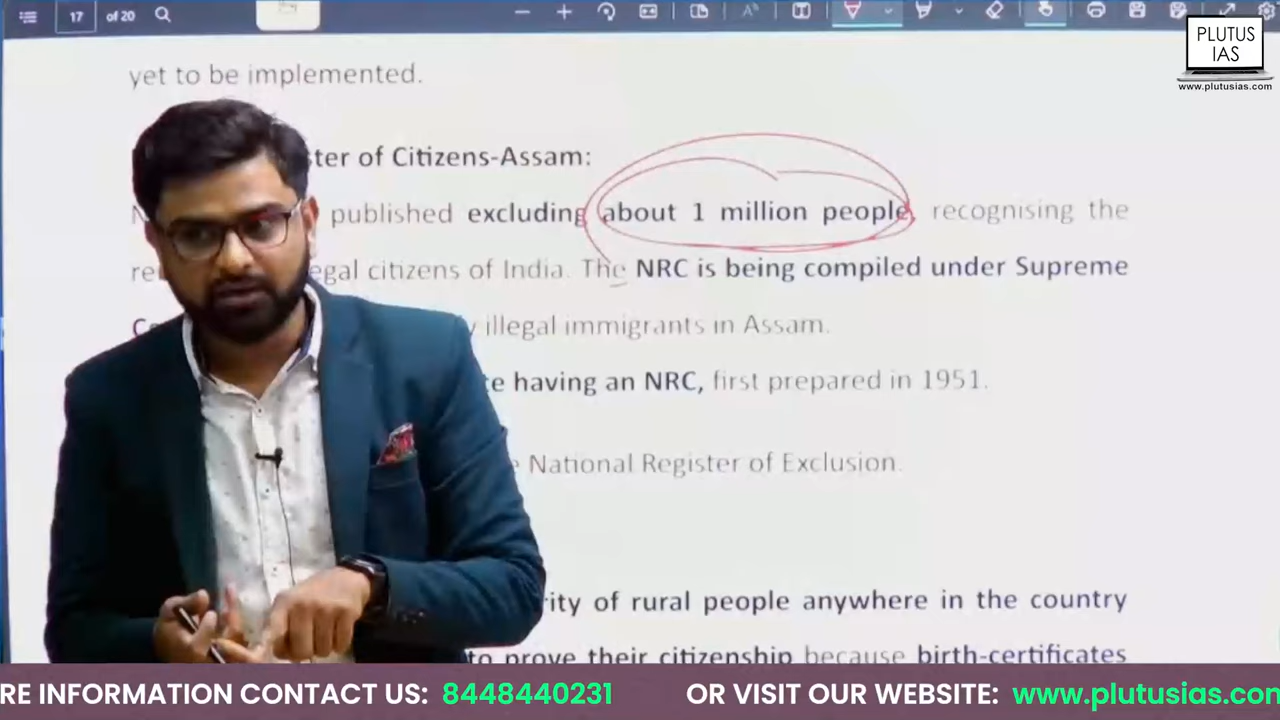 17 of 20
PLUTUS
IAS
www.plutusias.com
yet to be implemented.
ster of Citizens-Assam:
published excluding about 1 million people, recognising the
egal citizens of India. The NRC is being compiled under Supreme
illegal immigrants in Assam.
having an NRC, first prepared in 1951.
National Register of Exclusion.
rity of rural people anywhere in the country
to prove their citizenship because birth-certificates
RE INFORMATION CONTACT US: 8448440231 OR VISIT OUR WEBSITE: www.plutusias.com